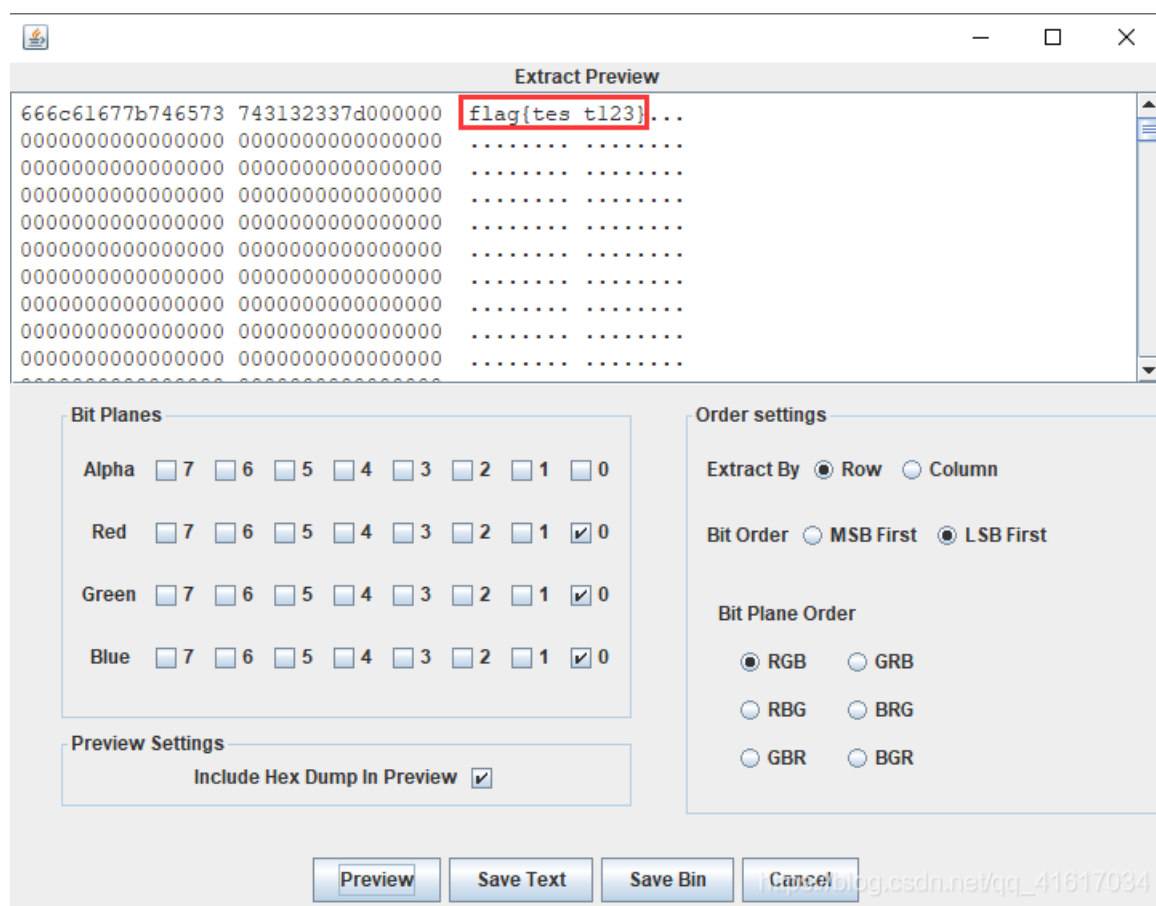 Extract Preview
666c61677b746573 743132337d000000 flag{tes t123}...
0000000000000000 0000000000000000 ........ ........
0000000000000000 0000000000000000 ........ ........
0000000000000000 0000000000000000 ........ ........
0000000000000000 0000000000000000 ........ ........
0000000000000000 0000000000000000 ........ ........
0000000000000000 0000000000000000 ........ ........
0000000000000000 0000000000000000 ........ ........
0000000000000000 0000000000000000 ........ ........
0000000000000000 0000000000000000 ........ ........
Bit Planes
Order settings
Alpha 7 6 5 4 3 2 1 0
Extract By Row Column
Red 7 6 5 4 3 2 1 0
Bit Order MSB First LSB First
Green 7 6 5 4 3 2 1 0
Bit Plane Order
Blue 7 6 5 4 3 2 1 0
RGB GRB
RBG BRG
Preview Settings
GBR BGR
Include Hex Dump In Preview
Preview Save Text Save Bin Cancel
https://blog.csdn.net/qq_41617034